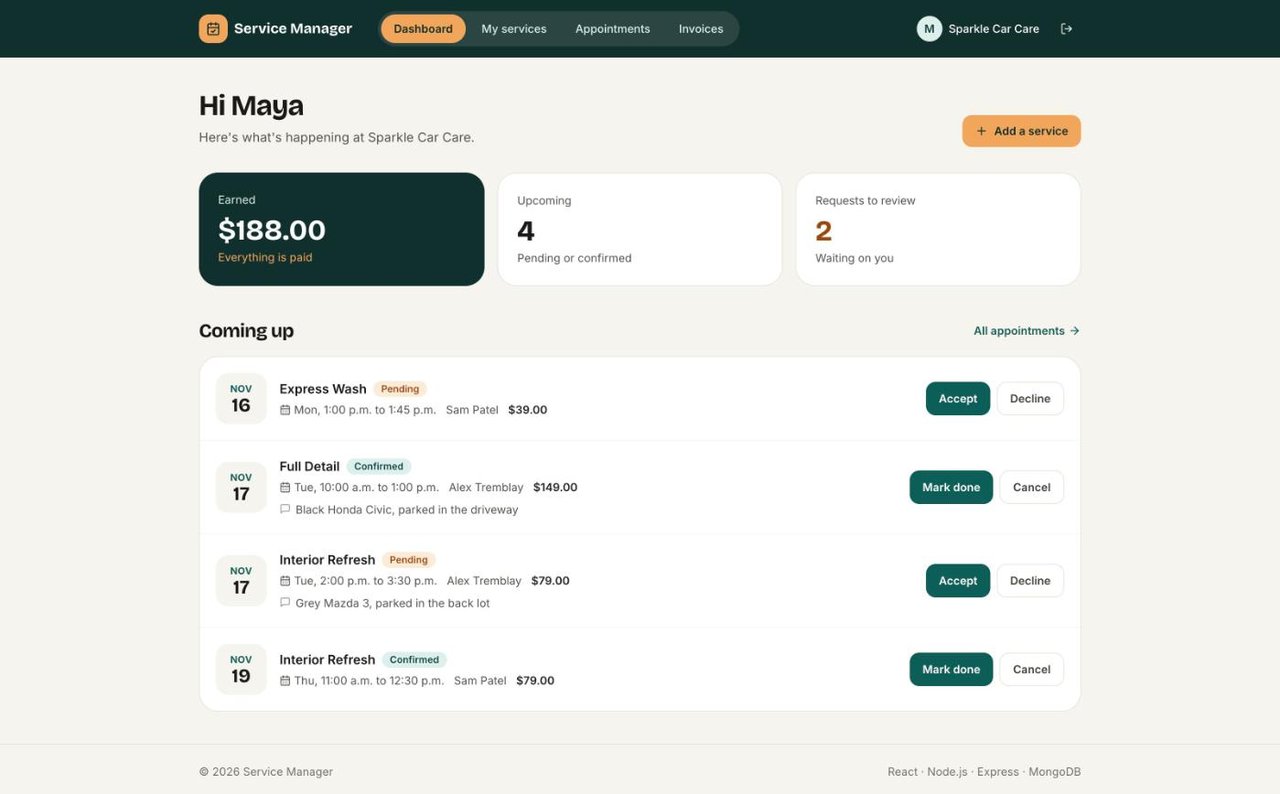 Service Manager
Dashboard
My services
Appointments
Invoices
M
Sparkle Car Care
Hi Maya
Here's what's happening at Sparkle Car Care.
+ Add a service
Earned
$188.00
Everything is paid
Upcoming
4
Pending or confirmed
Requests to review
2
Waiting on you
Coming up
All appointments →
NOV
16
Express Wash Pending
Mon, 1:00 p.m. to 1:45 p.m. Sam Patel $39.00
Accept
Decline
NOV
17
Full Detail Confirmed
Tue, 10:00 a.m. to 1:00 p.m. Alex Tremblay $149.00
Black Honda Civic, parked in the driveway
Mark done
Cancel
NOV
17
Interior Refresh Pending
Tue, 2:00 p.m. to 3:30 p.m. Alex Tremblay $79.00
Grey Mazda 3, parked in the back lot
Accept
Decline
NOV
19
Interior Refresh Confirmed
Thu, 11:00 a.m. to 12:30 p.m. Sam Patel $79.00
Mark done
Cancel
© 2026 Service Manager
React · Node.js · Express · MongoDB